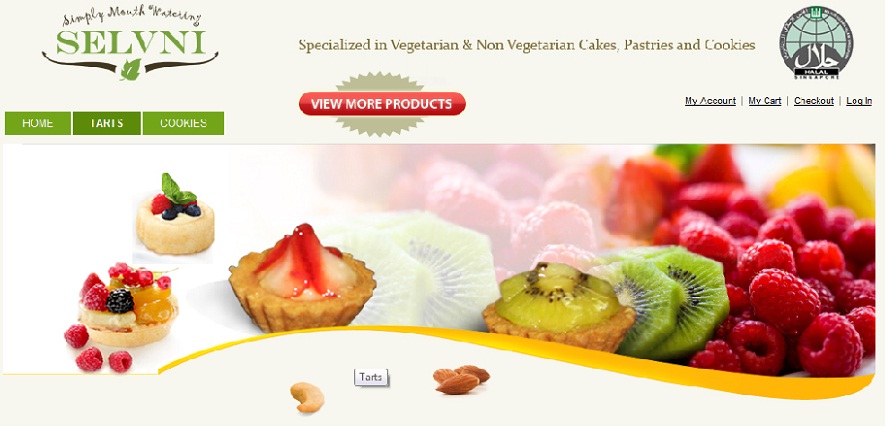 Simply Mouth Watering
SELVNI
Specialized in Vegetarian & Non Vegetarian Cakes, Pastries and Cookies
حلال
HALAL
SINGAPORE
VIEW MORE PRODUCTS
My Account | My Cart | Checkout | Log In
HOME TARTS COOKIES
Tarts